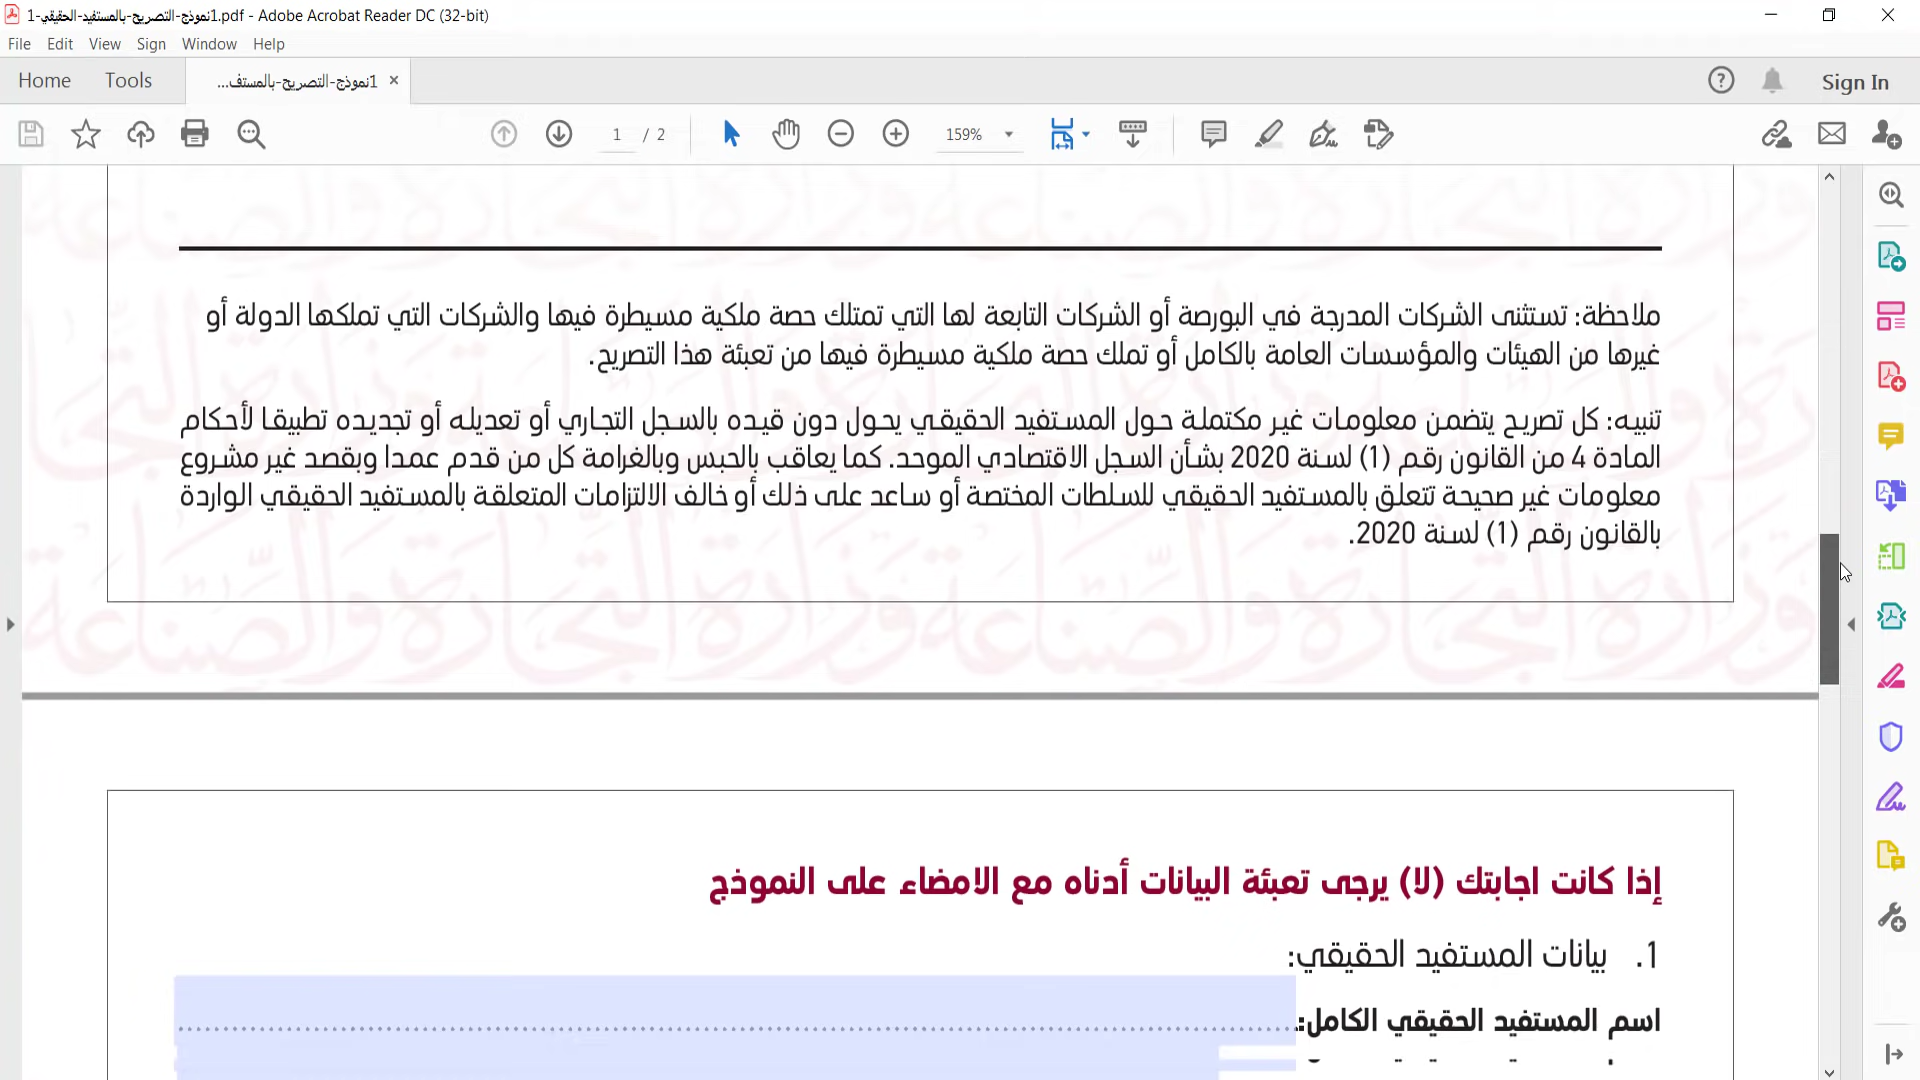 1نموذج-التصريح-بالمستفيد-الحقيقي-1.pdf - Adobe Acrobat Reader DC (32-bit)
File Edit View Sign Window Help
Home Tools 1نموذج-التصريح-بالمستف... Sign In
1 / 2 159%
ملاحظة: تستثنى الشركات المدرجة في البورصة أو الشركات التابعة لها التي تمتلك حصة ملكية مسيطرة فيها والشركات التي تملكها الدولة أو
غيرها من الهيئات والمؤسسات العامة بالكامل أو تملك حصة ملكية مسيطرة فيها من تعبئة هذا التصريح.
تنبيه: كل تصريح يتضمن معلومات غير مكتملة حول المستفيد الحقيقي يحول دون قيده بالسجل التجاري أو تعديله أو تجديده تطبيقا لأحكام
المادة 4 من القانون رقم (1) لسنة 2020 بشأن السجل الاقتصادي الموحد. كما يعاقب بالحبس وبالغرامة كل من قدم عمدا وبقصد غير مشروع
معلومات غير صحيحة تتعلق بالمستفيد الحقيقي للسلطات المختصة أو ساعد على ذلك أو خالف الالتزامات المتعلقة بالمستفيد الحقيقي الواردة
بالقانون رقم (1) لسنة 2020.
إذا كانت اجابتك (لا) يرجى تعبئة البيانات أدناه مع الامضاء على النموذج
1. بيانات المستفيد الحقيقي:
اسم المستفيد الحقيقي الكامل:
وزارة التجارة والصناعة